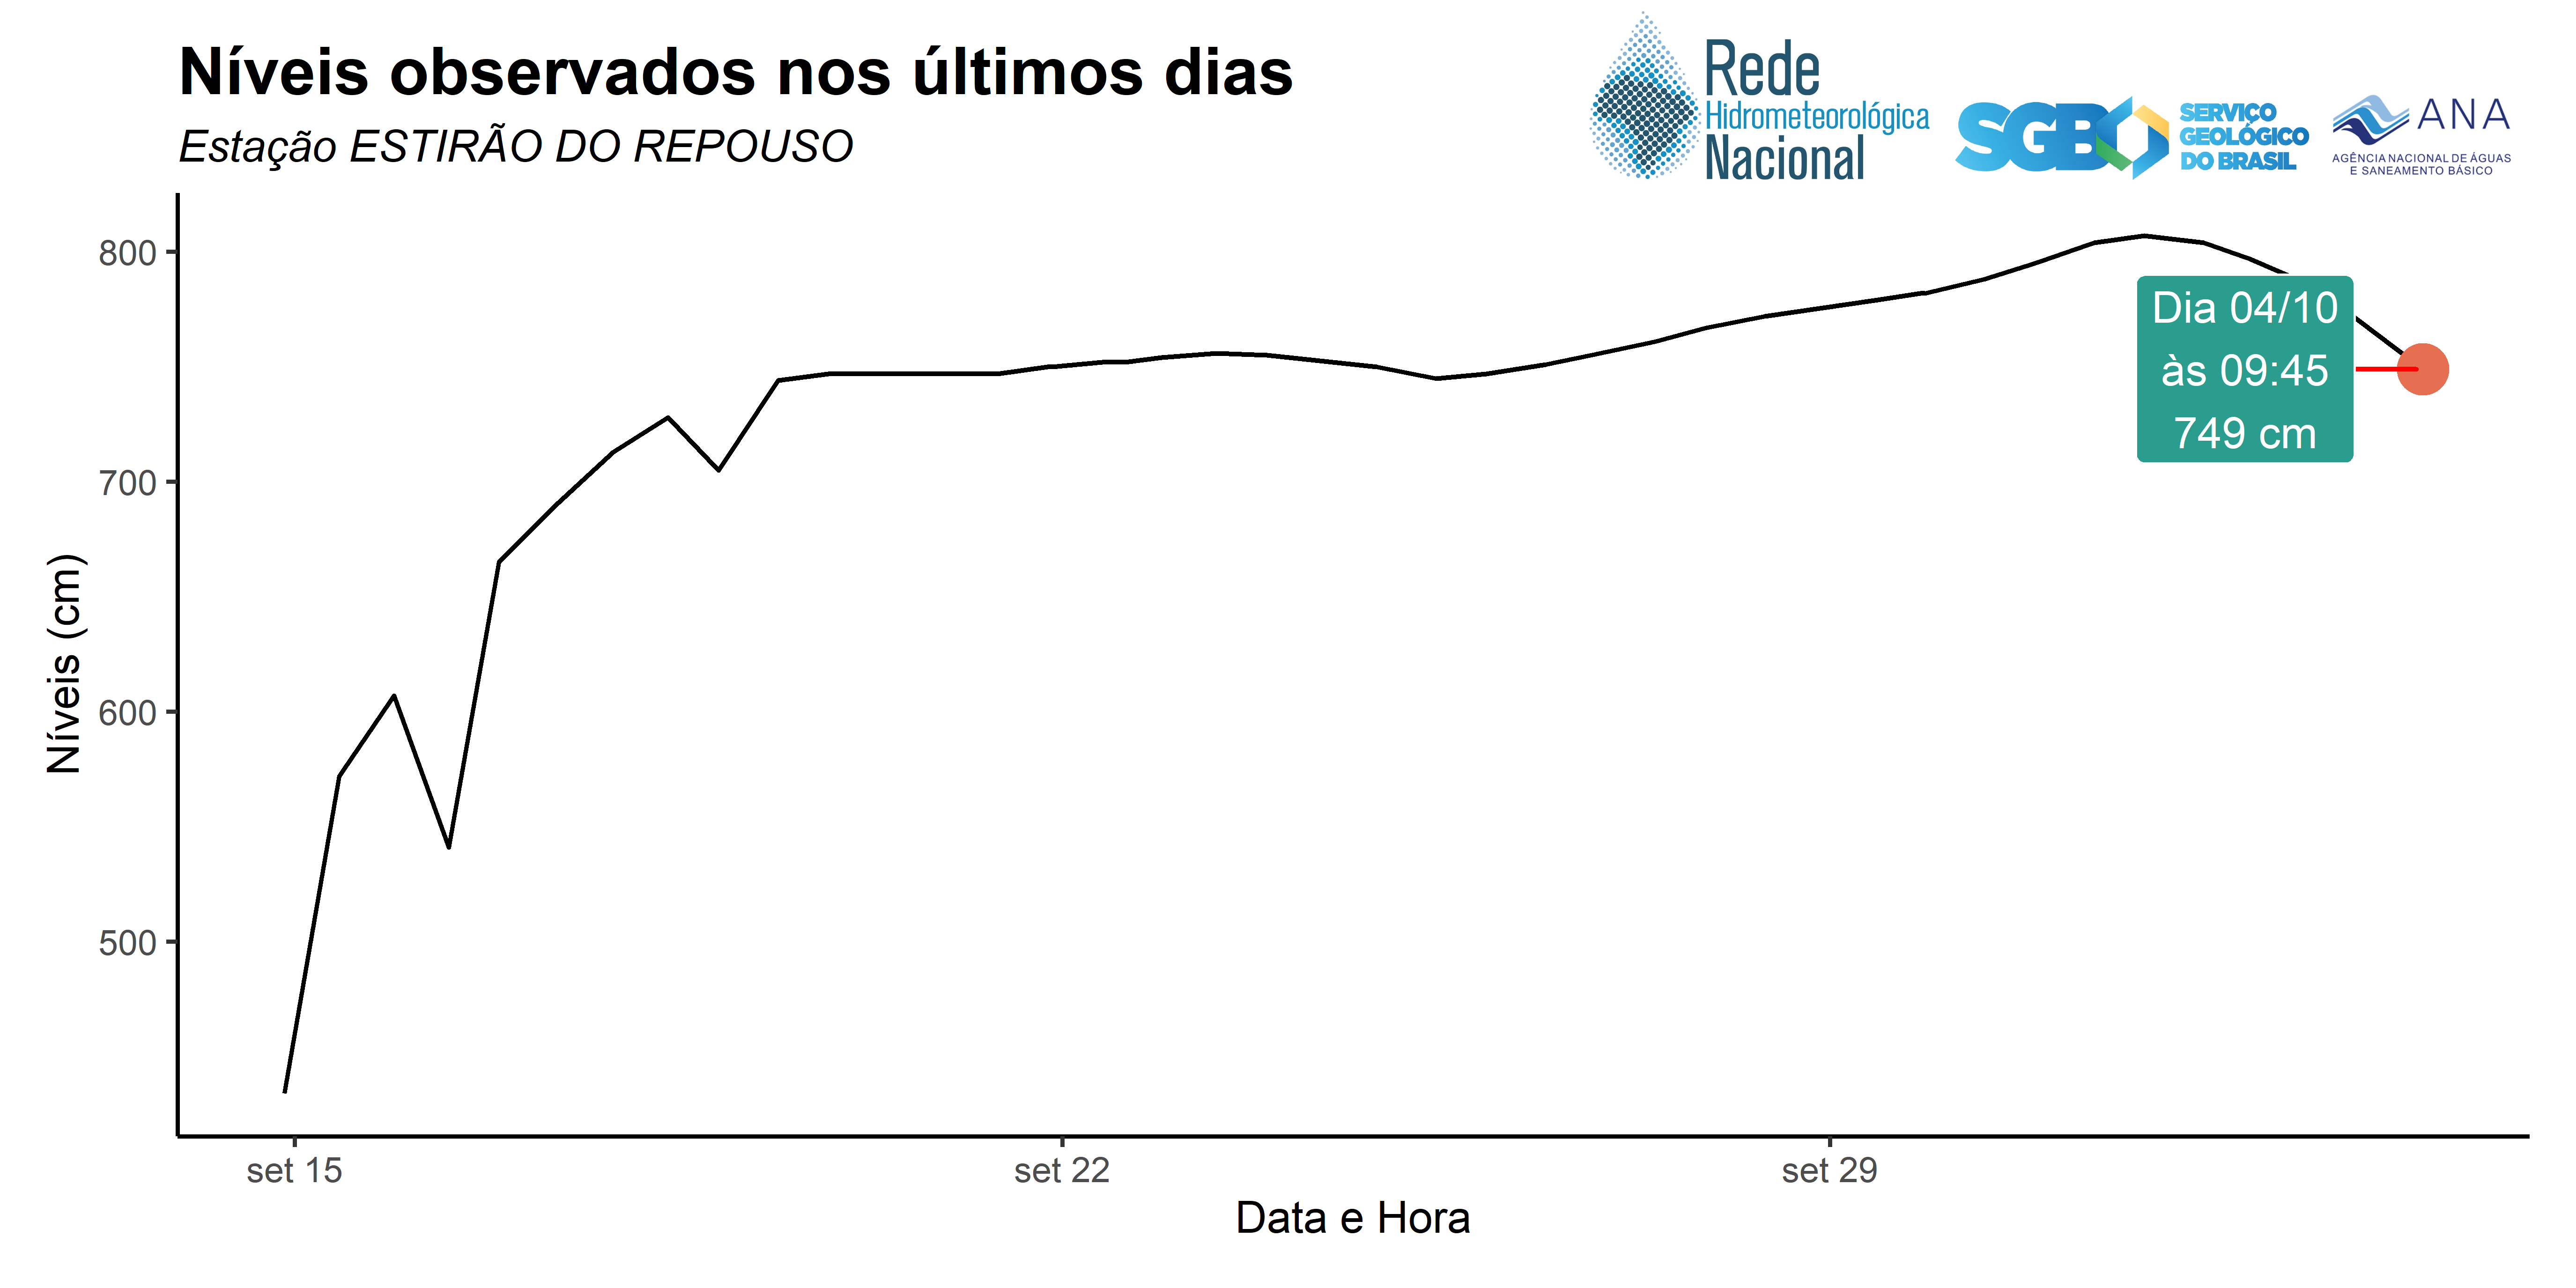 Níveis observados nos últimos dias
Estação ESTIRÃO DO REPOUSO
Rede
Hidrometeorológica
Nacional
SGB
SERVIÇO
GEOLÓGICO
DO BRASIL
ANA
AGÊNCIA NACIONAL DE ÁGUAS
E SANEAMENTO BÁSICO
800
700
600
500
Níveis (cm)
Dia 04/10
às 09:45
749 cm
set 15
set 22
set 29
Data e Hora